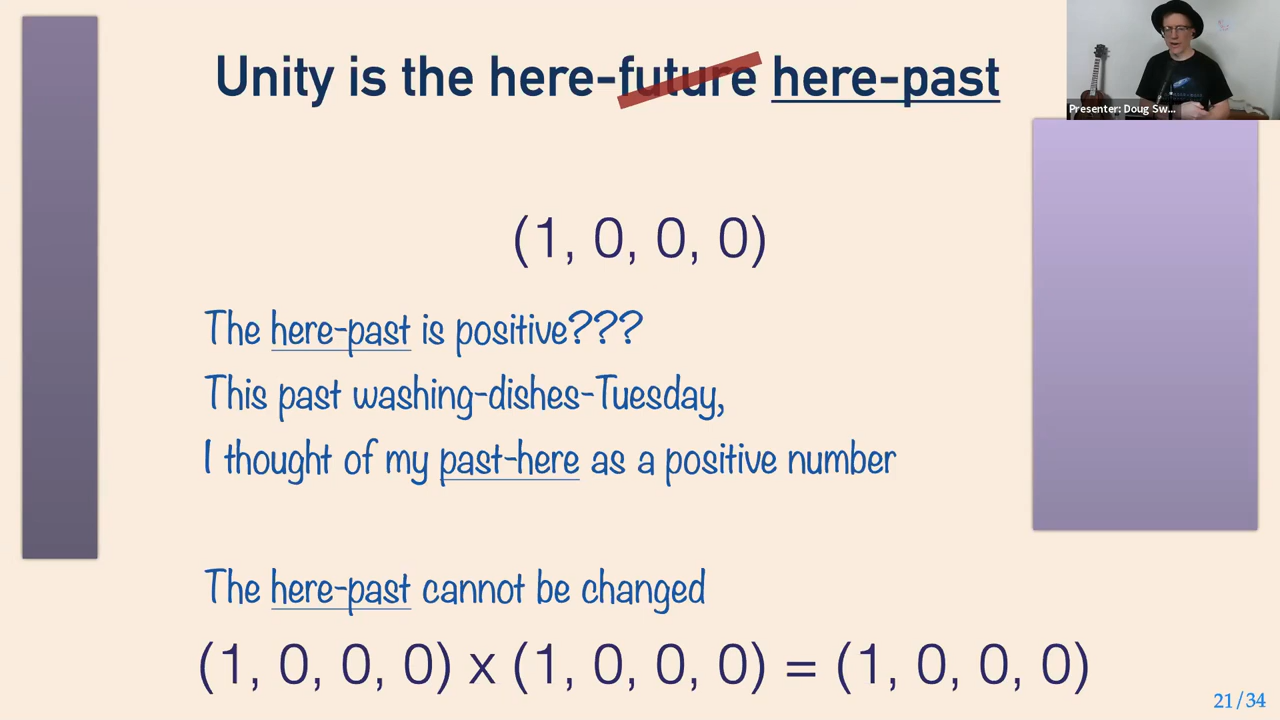 Unity is the here-future here-past
Presenter: Doug Sw...
(1, 0, 0, 0)
The here-past is positive???
This past washing-dishes-Tuesday,
I thought of my past-here as a positive number
The here-past cannot be changed
(1, 0, 0, 0) x (1, 0, 0, 0) = (1, 0, 0, 0)
21/34